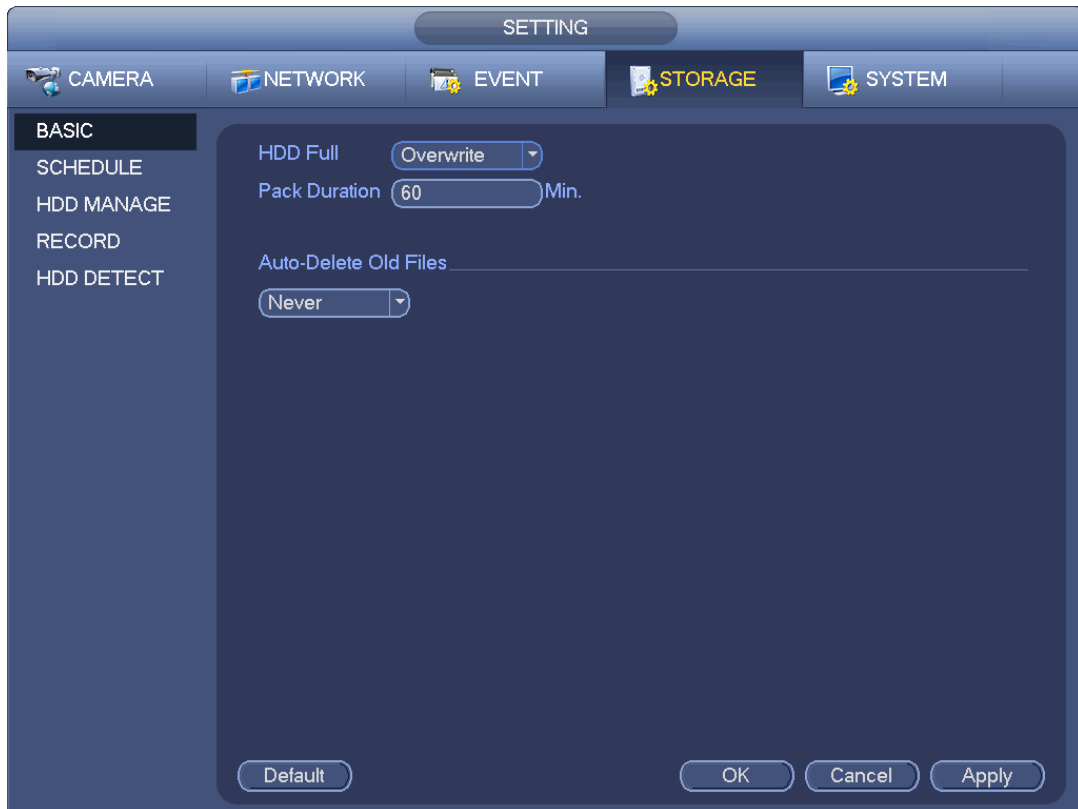 SETTING
CAMERA NETWORK EVENT STORAGE SYSTEM
BASIC
SCHEDULE
HDD MANAGE
RECORD
HDD DETECT
HDD Full Overwrite
Pack Duration 60 Min.
Auto-Delete Old Files
Never
Default OK Cancel Apply